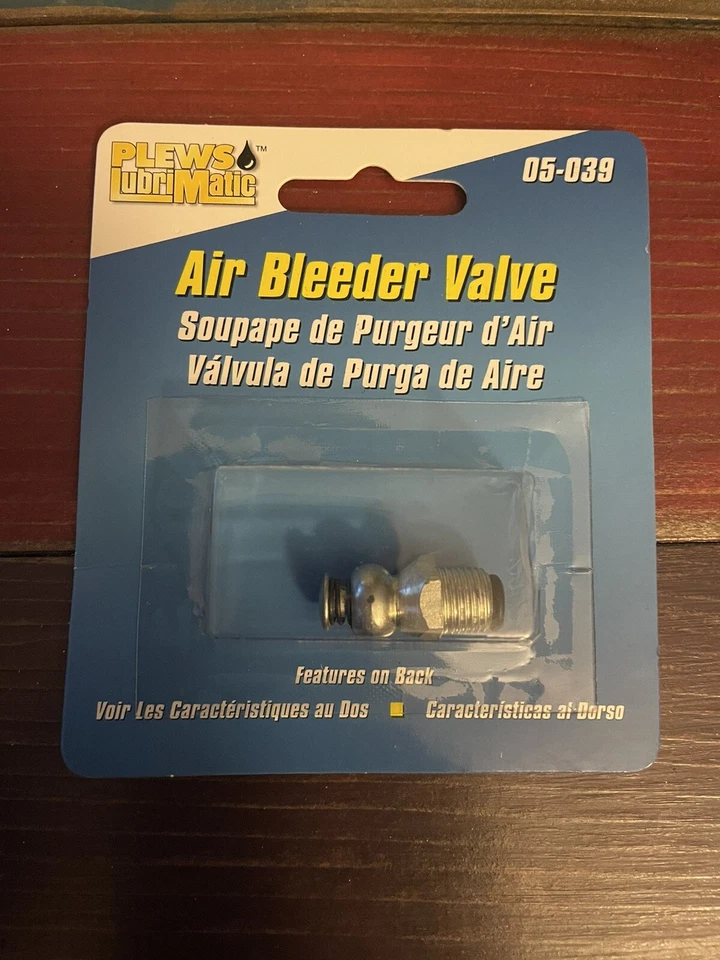 PLEWS™
LubriMatic
05-039
Air Bleeder Valve
Soupape de Purgeur d'Air
Válvula de Purga de Aire
Features on Back
Voir Les Caractéristiques au Dos
Características al Dorso